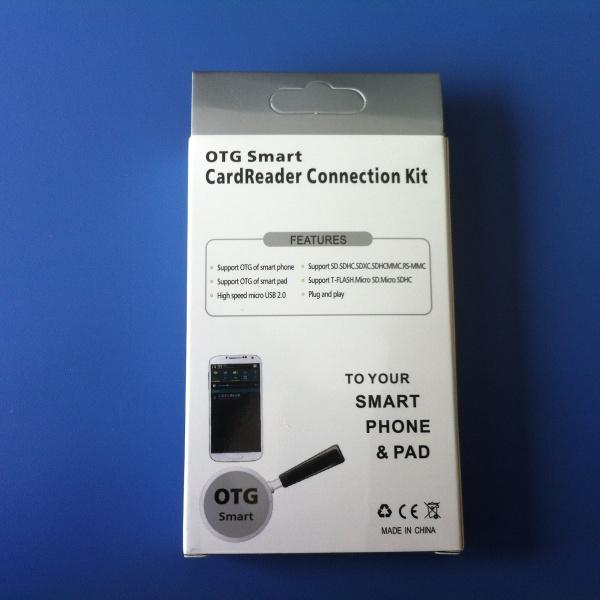 OTG Smart
CardReader Connection Kit
FEATURES
Support OTG of smart phone
Support OTG of smart pad
High speed micro USB 2.0
Support SD.SDHC.SDXC.SDHCMMC.RS-MMC
Support T-FLASH.Micro SD.Micro SDHC
Plug and play
TO YOUR
SMART
PHONE
& PAD
OTG
Smart
CE
MADE IN CHINA